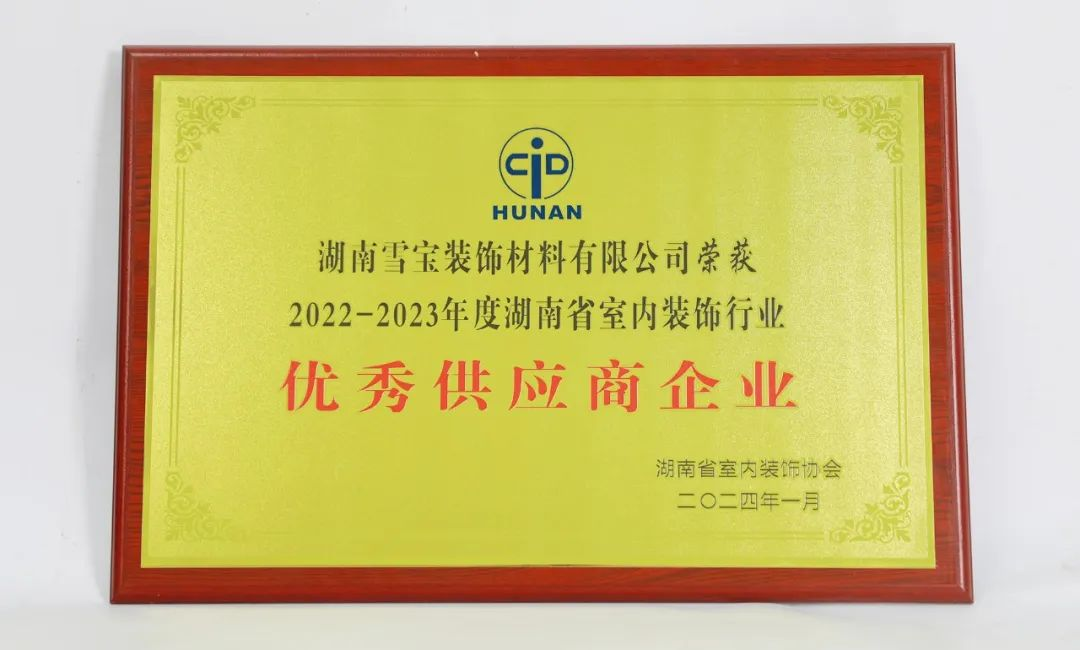 CID
HUNAN
湖南雪宝装饰材料有限公司荣获
2022-2023年度湖南省室内装饰行业
优秀供应商企业
湖南省室内装饰协会
二〇二四年一月